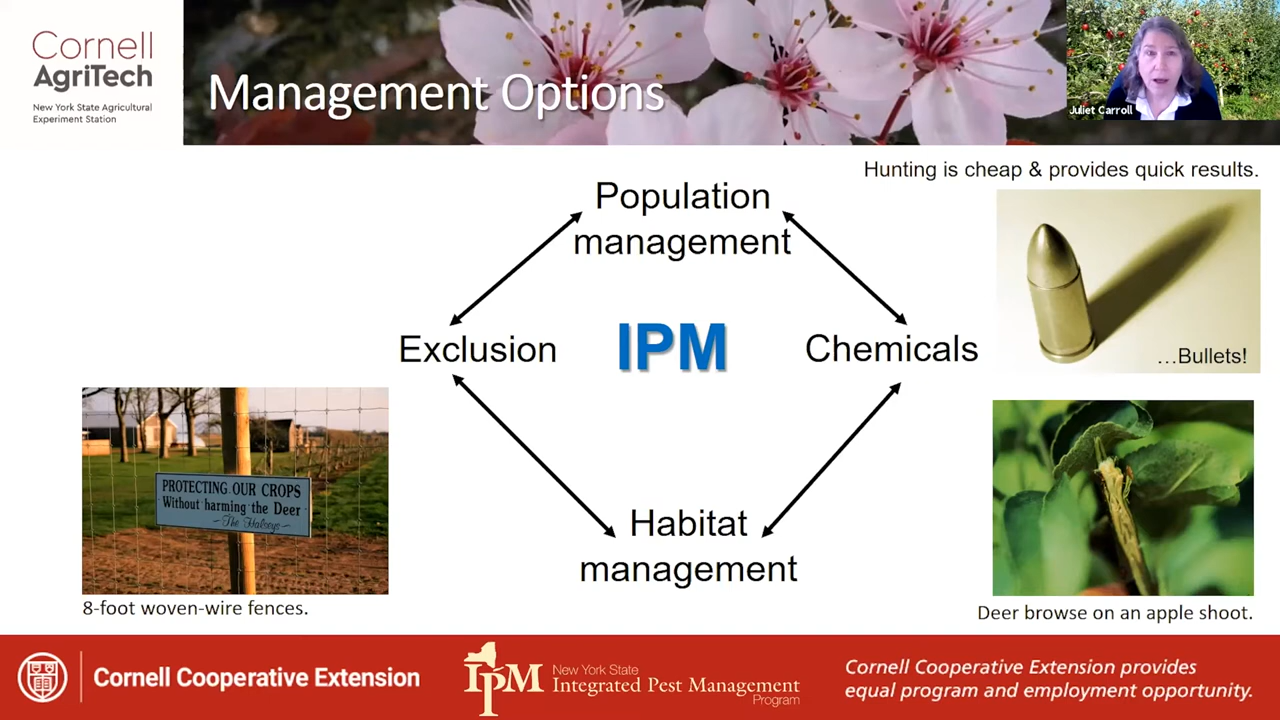 Cornell
AgriTech
New York State Agricultural
Experiment Station
Management Options
Juliet Carroll
Hunting is cheap & provides quick results.
Population
management
…Bullets!
Exclusion
IPM
Chemicals
PROTECTING OUR CROPS
Without harming the Deer
~The Halseys~
8-foot woven-wire fences.
Habitat
management
Deer browse on an apple shoot.
Cornell Cooperative Extension
IPM
New York State
Integrated Pest Management
Program
Cornell Cooperative Extension provides
equal program and employment opportunity.